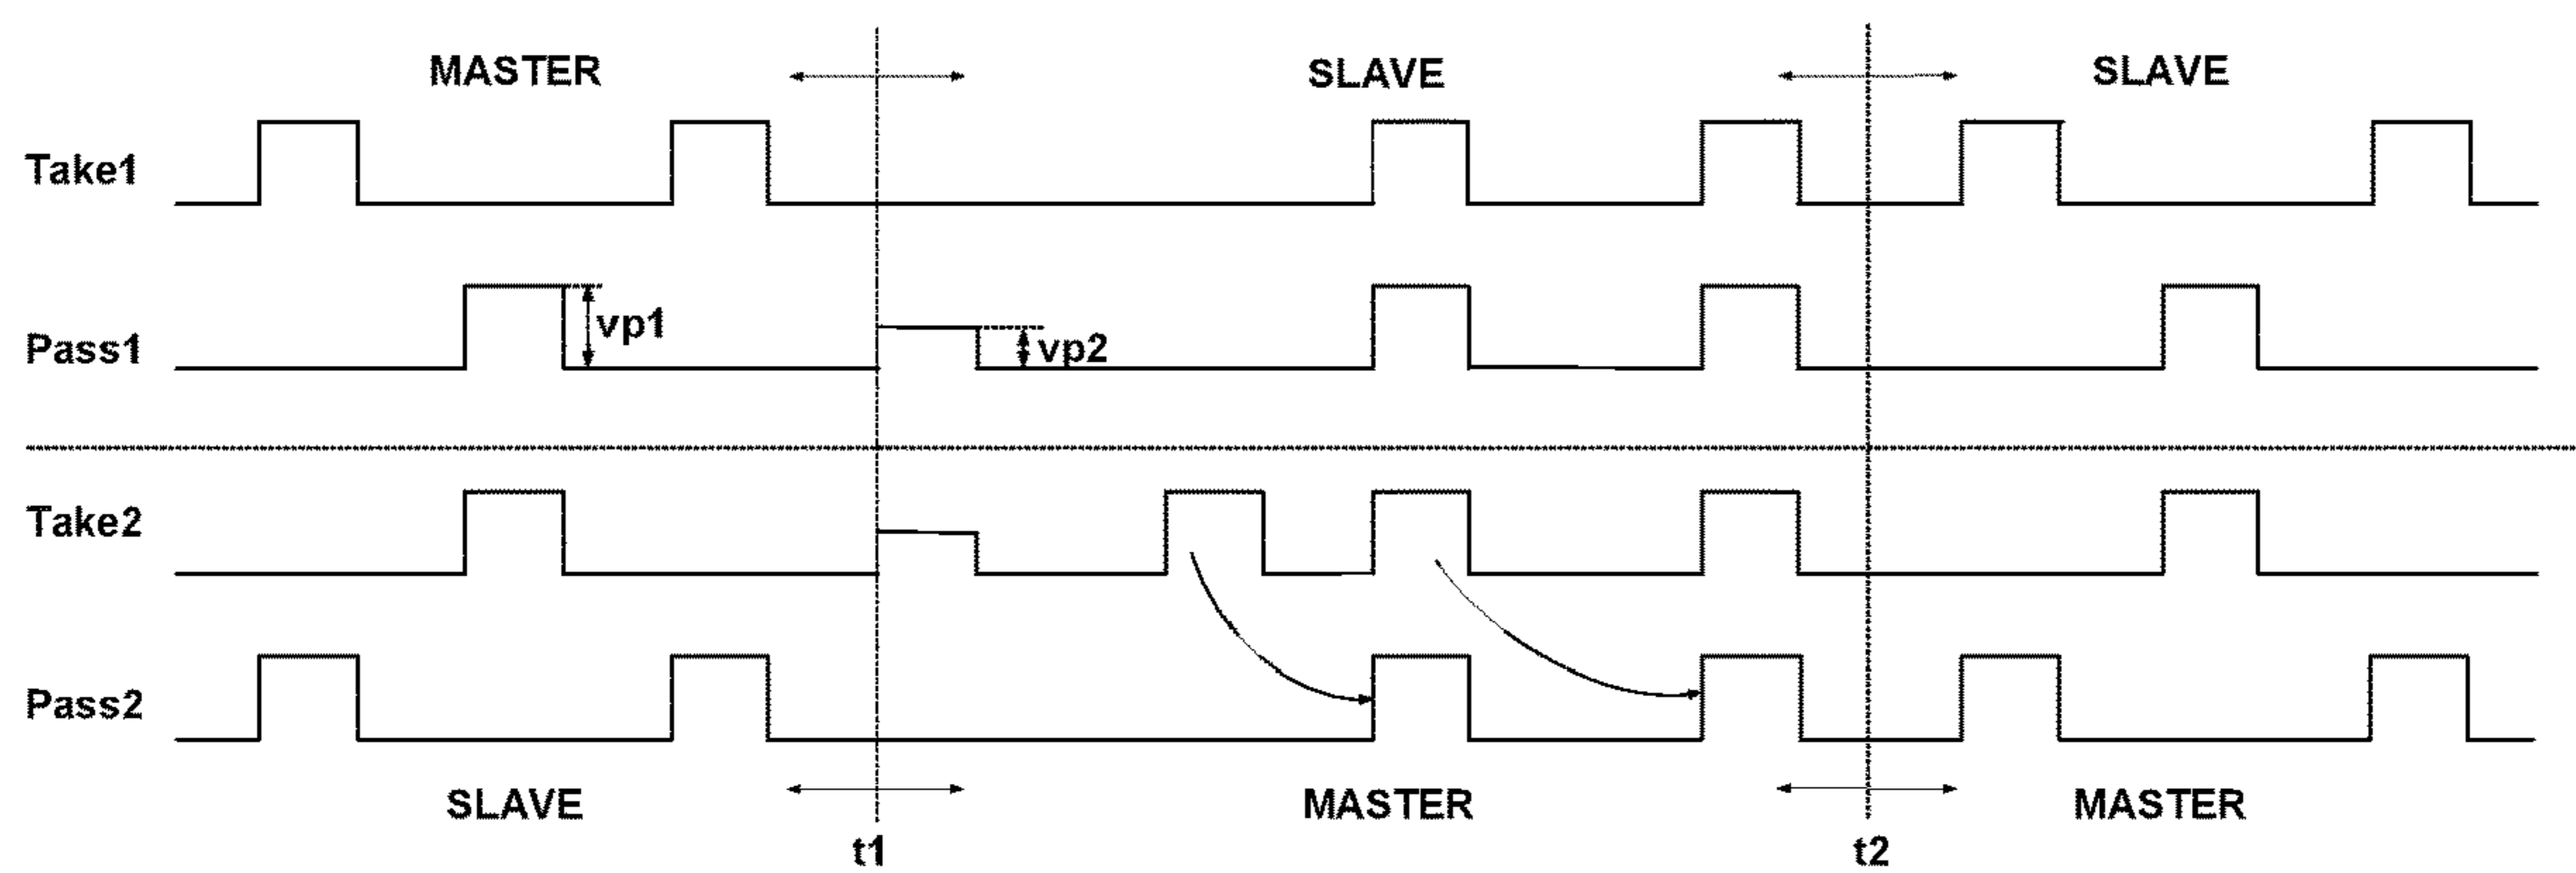 MASTER SLAVE SLAVE
Take1
Pass1 vp1 vp2
Take2
Pass2
SLAVE MASTER MASTER
t1 t2